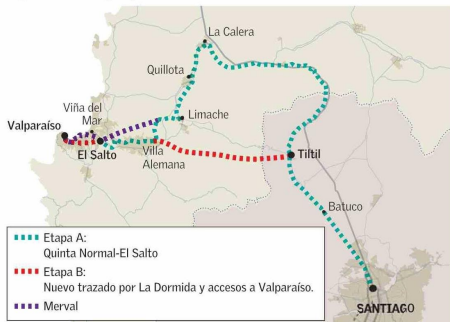 La Calera
Quillota
Viña del
Mar
Valparaíso
Limache
El Salto
Villa
Alemana
Tiltil
Batuco
Etapa A:
Quinta Normal-El Salto
Etapa B:
Nuevo trazado por La Dormida y accesos a Valparaíso.
Merval
SANTIAGO